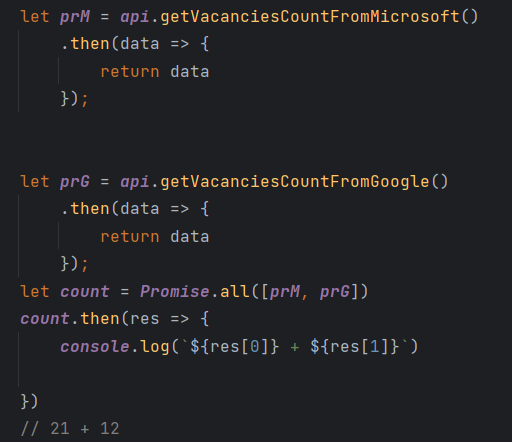 let prM = api.getVacanciesCountFromMicrosoft()
    .then(data => {
        return data
    });
let prG = api.getVacanciesCountFromGoogle()
    .then(data => {
        return data
    });
let count = Promise.all([prM, prG])
count.then(res => {
    console.log(`${res[0]} + ${res[1]}`)
})
// 21 + 12